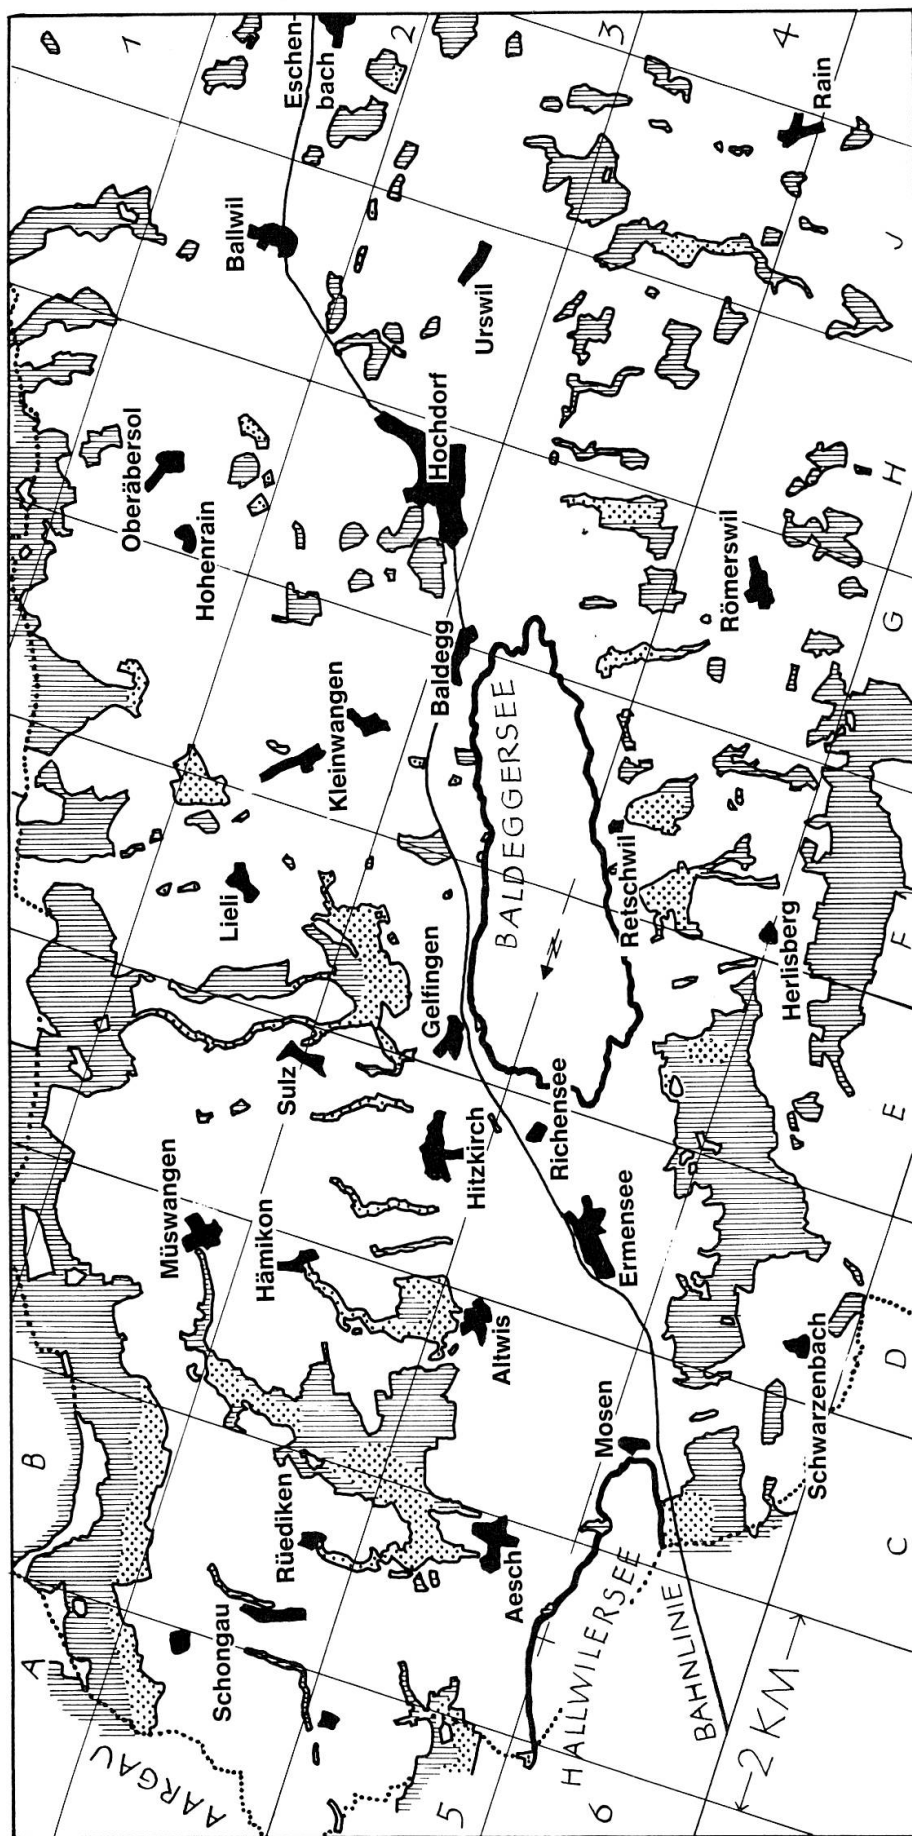 A
B
1
AARGAU
Oberäbersol
Müswangen
Hohenrain
Schongau
Lieli
Ballwil
Hämikon
Rüediken
Sulz
Eschen-
bach
Kleinwangen
2
Gelfingen
Baldegg
Hochdorf
5
Hitzkirch
Urswil
Altwis
Aesch
BALDEGGERSEE
N
Richensee
HALLWILERSEE
6
3
Mosen
Ermensee
Retschwil
BAHNLINIE
Römerswil
2 KM
4
Herlisberg
Schwarzenbach
Rain
C
D
E
F
G
H
J